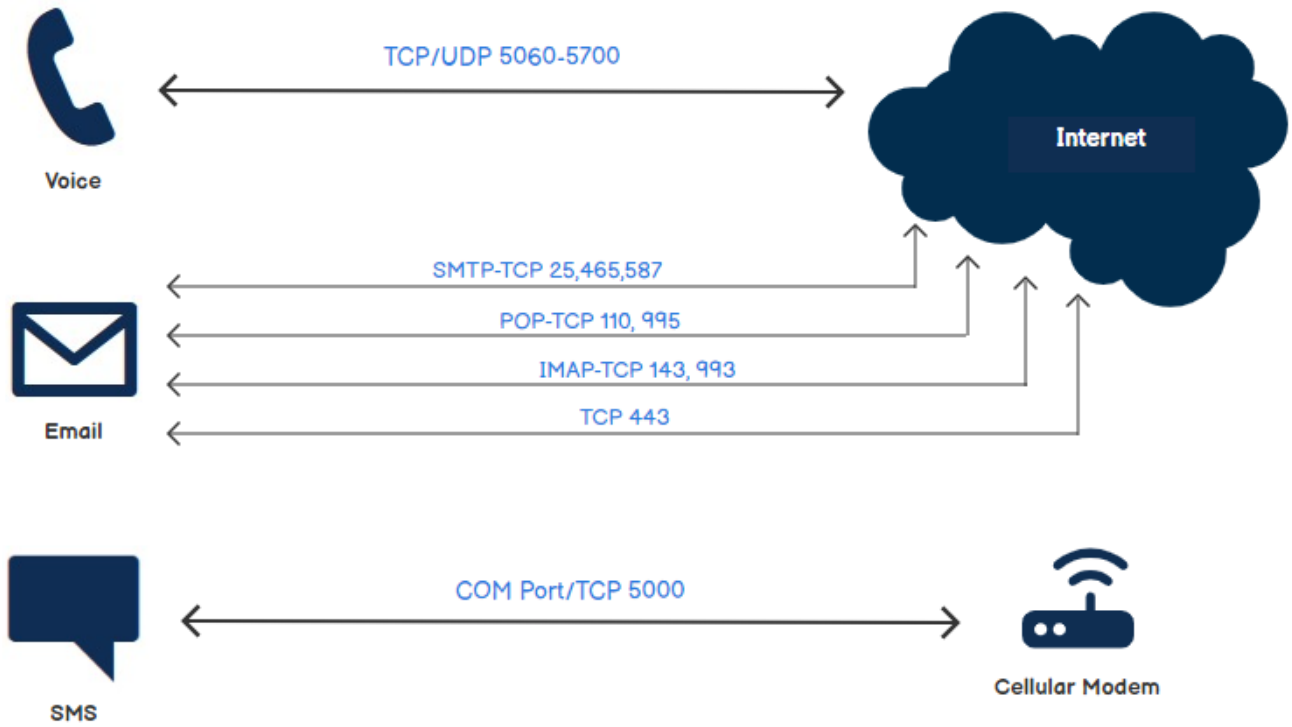 TCP/UDP 5060-5700
Internet
Voice
SMTP-TCP 25,465,587
POP-TCP 110, 995
IMAP-TCP 143, 993
TCP 443
Email
COM Port/TCP 5000
Cellular Modem
SMS